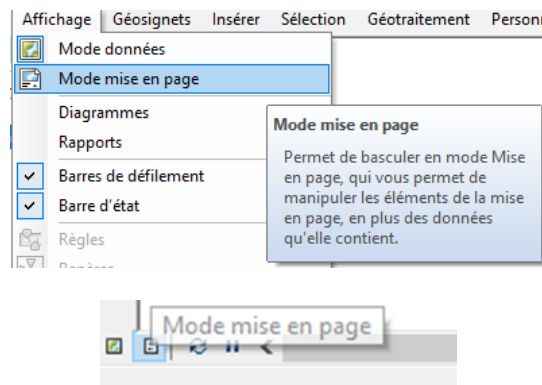 Affichage Géosignets Insérer Sélection Géotraitement Personn
Mode données
Mode mise en page
Diagrammes
Rapports
Barres de défilement
Barre d'état
Règles
Mode mise en page
Permet de basculer en mode Mise
en page, qui vous permet de
manipuler les éléments de la mise
en page, en plus des données
qu'elle contient.
Mode mise en page